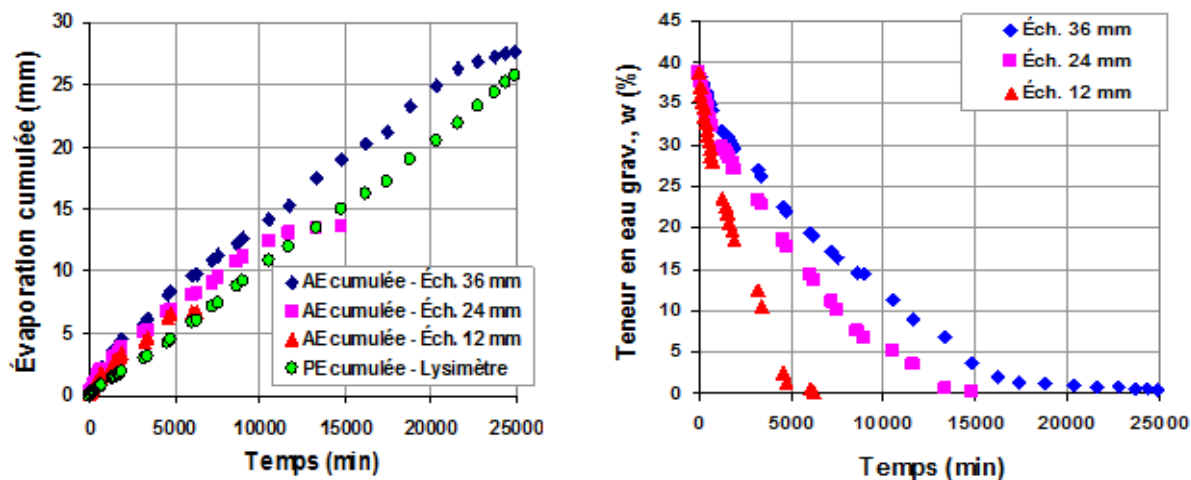 Évaporation cumulée (mm)
30
25
20
15
10
5
0
AE cumulée - Éch. 36 mm
AE cumulée - Éch. 24 mm
AE cumulée - Éch. 12 mm
PE cumulée - Lysimètre
0 5000 10000 15000 20000 25000
Temps (min)
Teneur en eau grav., w (%)
45
40
35
30
25
20
15
10
5
0
Éch. 36 mm
Éch. 24 mm
Éch. 12 mm
0 5000 10000 15000 20000 25000
Temps (min)